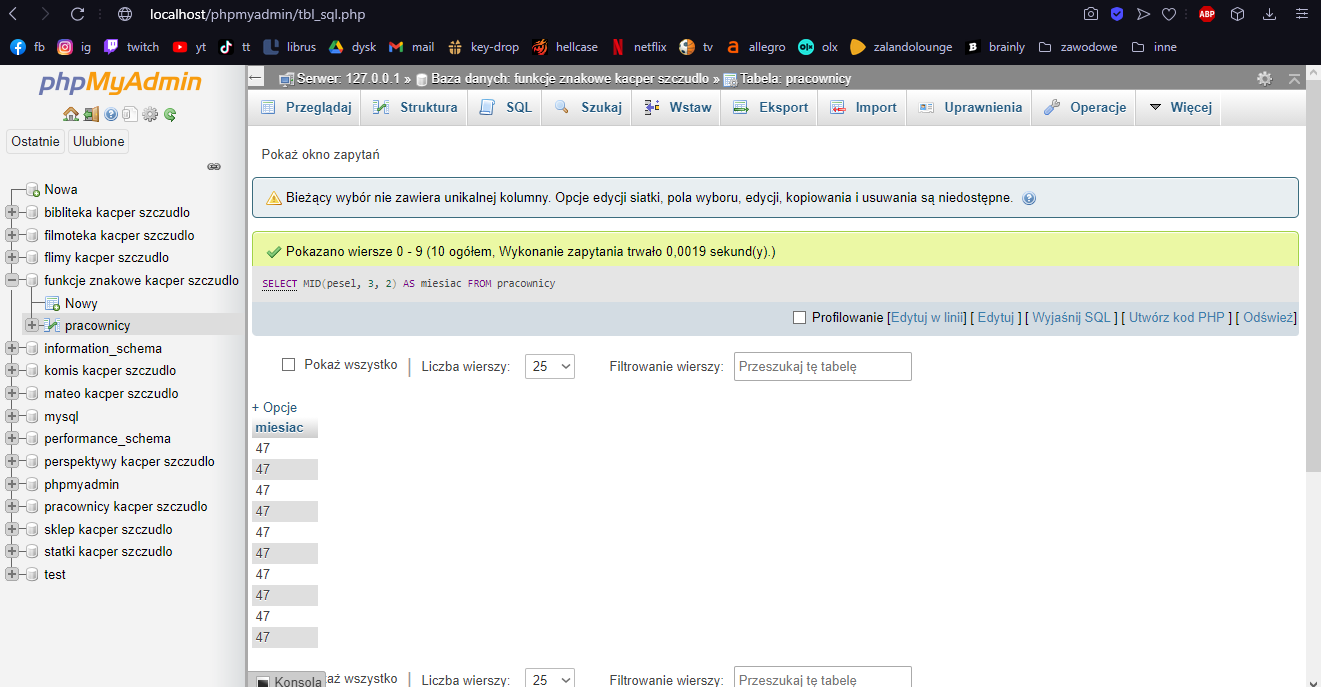 localhost/phpmyadmin/tbl_sql.php
fb ig twitch yt tt librus dysk mail key-drop hellcase netflix tv allegro olx zalandolounge brainly zawodowe inne
phpMyAdmin
Ostatnie Ulubione
Nowa
bibliteka kacper szczudlo
filmoteka kacper szczudlo
flimy kacper szczudlo
funkcje znakowe kacper szczudlo
Nowy
pracownicy
information_schema
komis kacper szczudlo
mateo kacper szczudlo
mysql
performance_schema
perspektywy kacper szczudlo
phpmyadmin
pracownicy kacper szczudlo
sklep kacper szczudlo
statki kacper szczudlo
test
Serwer: 127.0.0.1 » Baza danych: funkcje znakowe kacper szczudlo » Tabela: pracownicy
Przeglądaj Struktura SQL Szukaj Wstaw Eksport Import Uprawnienia Operacje Więcej
Pokaż okno zapytań
Bieżący wybór nie zawiera unikalnej kolumny. Opcje edycji siatki, pola wyboru, edycji, kopiowania i usuwania są niedostępne.
Pokazano wiersze 0 - 9 (10 ogółem, Wykonanie zapytania trwało 0,0019 sekund(y).)
SELECT MID(pesel, 3, 2) AS miesiac FROM pracownicy
Profilowanie [Edytuj w linii] [ Edytuj ] [ Wyjaśnij SQL ] [ Utwórz kod PHP ] [ Odśwież]
Pokaż wszystko | Liczba wierszy: 25 Filtrowanie wierszy: Przeszukaj tę tabelę
+ Opcje
miesiac
47
47
47
47
47
47
47
47
47
47
Konsola aż wszystko | Liczba wierszy: 25 Filtrowanie wierszy: Przeszukaj tę tabelę